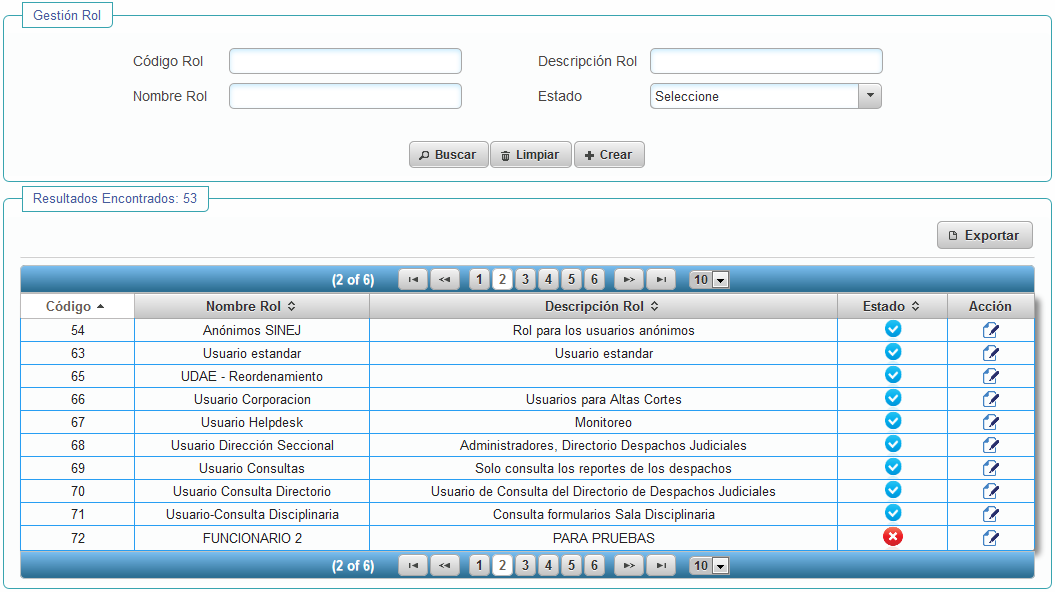 Gestión Rol
Código Rol Descripción Rol
Nombre Rol Estado Seleccione
Buscar Limpiar Crear
Resultados Encontrados: 53
Exportar
(2 of 6) 1 2 3 4 5 6 10
Código Nombre Rol Descripción Rol Estado Acción
54 Anónimos SINEJ Rol para los usuarios anónimos
63 Usuario estandar Usuario estandar
65 UDAE - Reordenamiento
66 Usuario Corporacion Usuarios para Altas Cortes
67 Usuario Helpdesk Monitoreo
68 Usuario Dirección Seccional Administradores, Directorio Despachos Judiciales
69 Usuario Consultas Solo consulta los reportes de los despachos
70 Usuario Consulta Directorio Usuario de Consulta del Directorio de Despachos Judiciales
71 Usuario-Consulta Disciplinaria Consulta formularios Sala Disciplinaria
72 FUNCIONARIO 2 PARA PRUEBAS
(2 of 6) 1 2 3 4 5 6 10